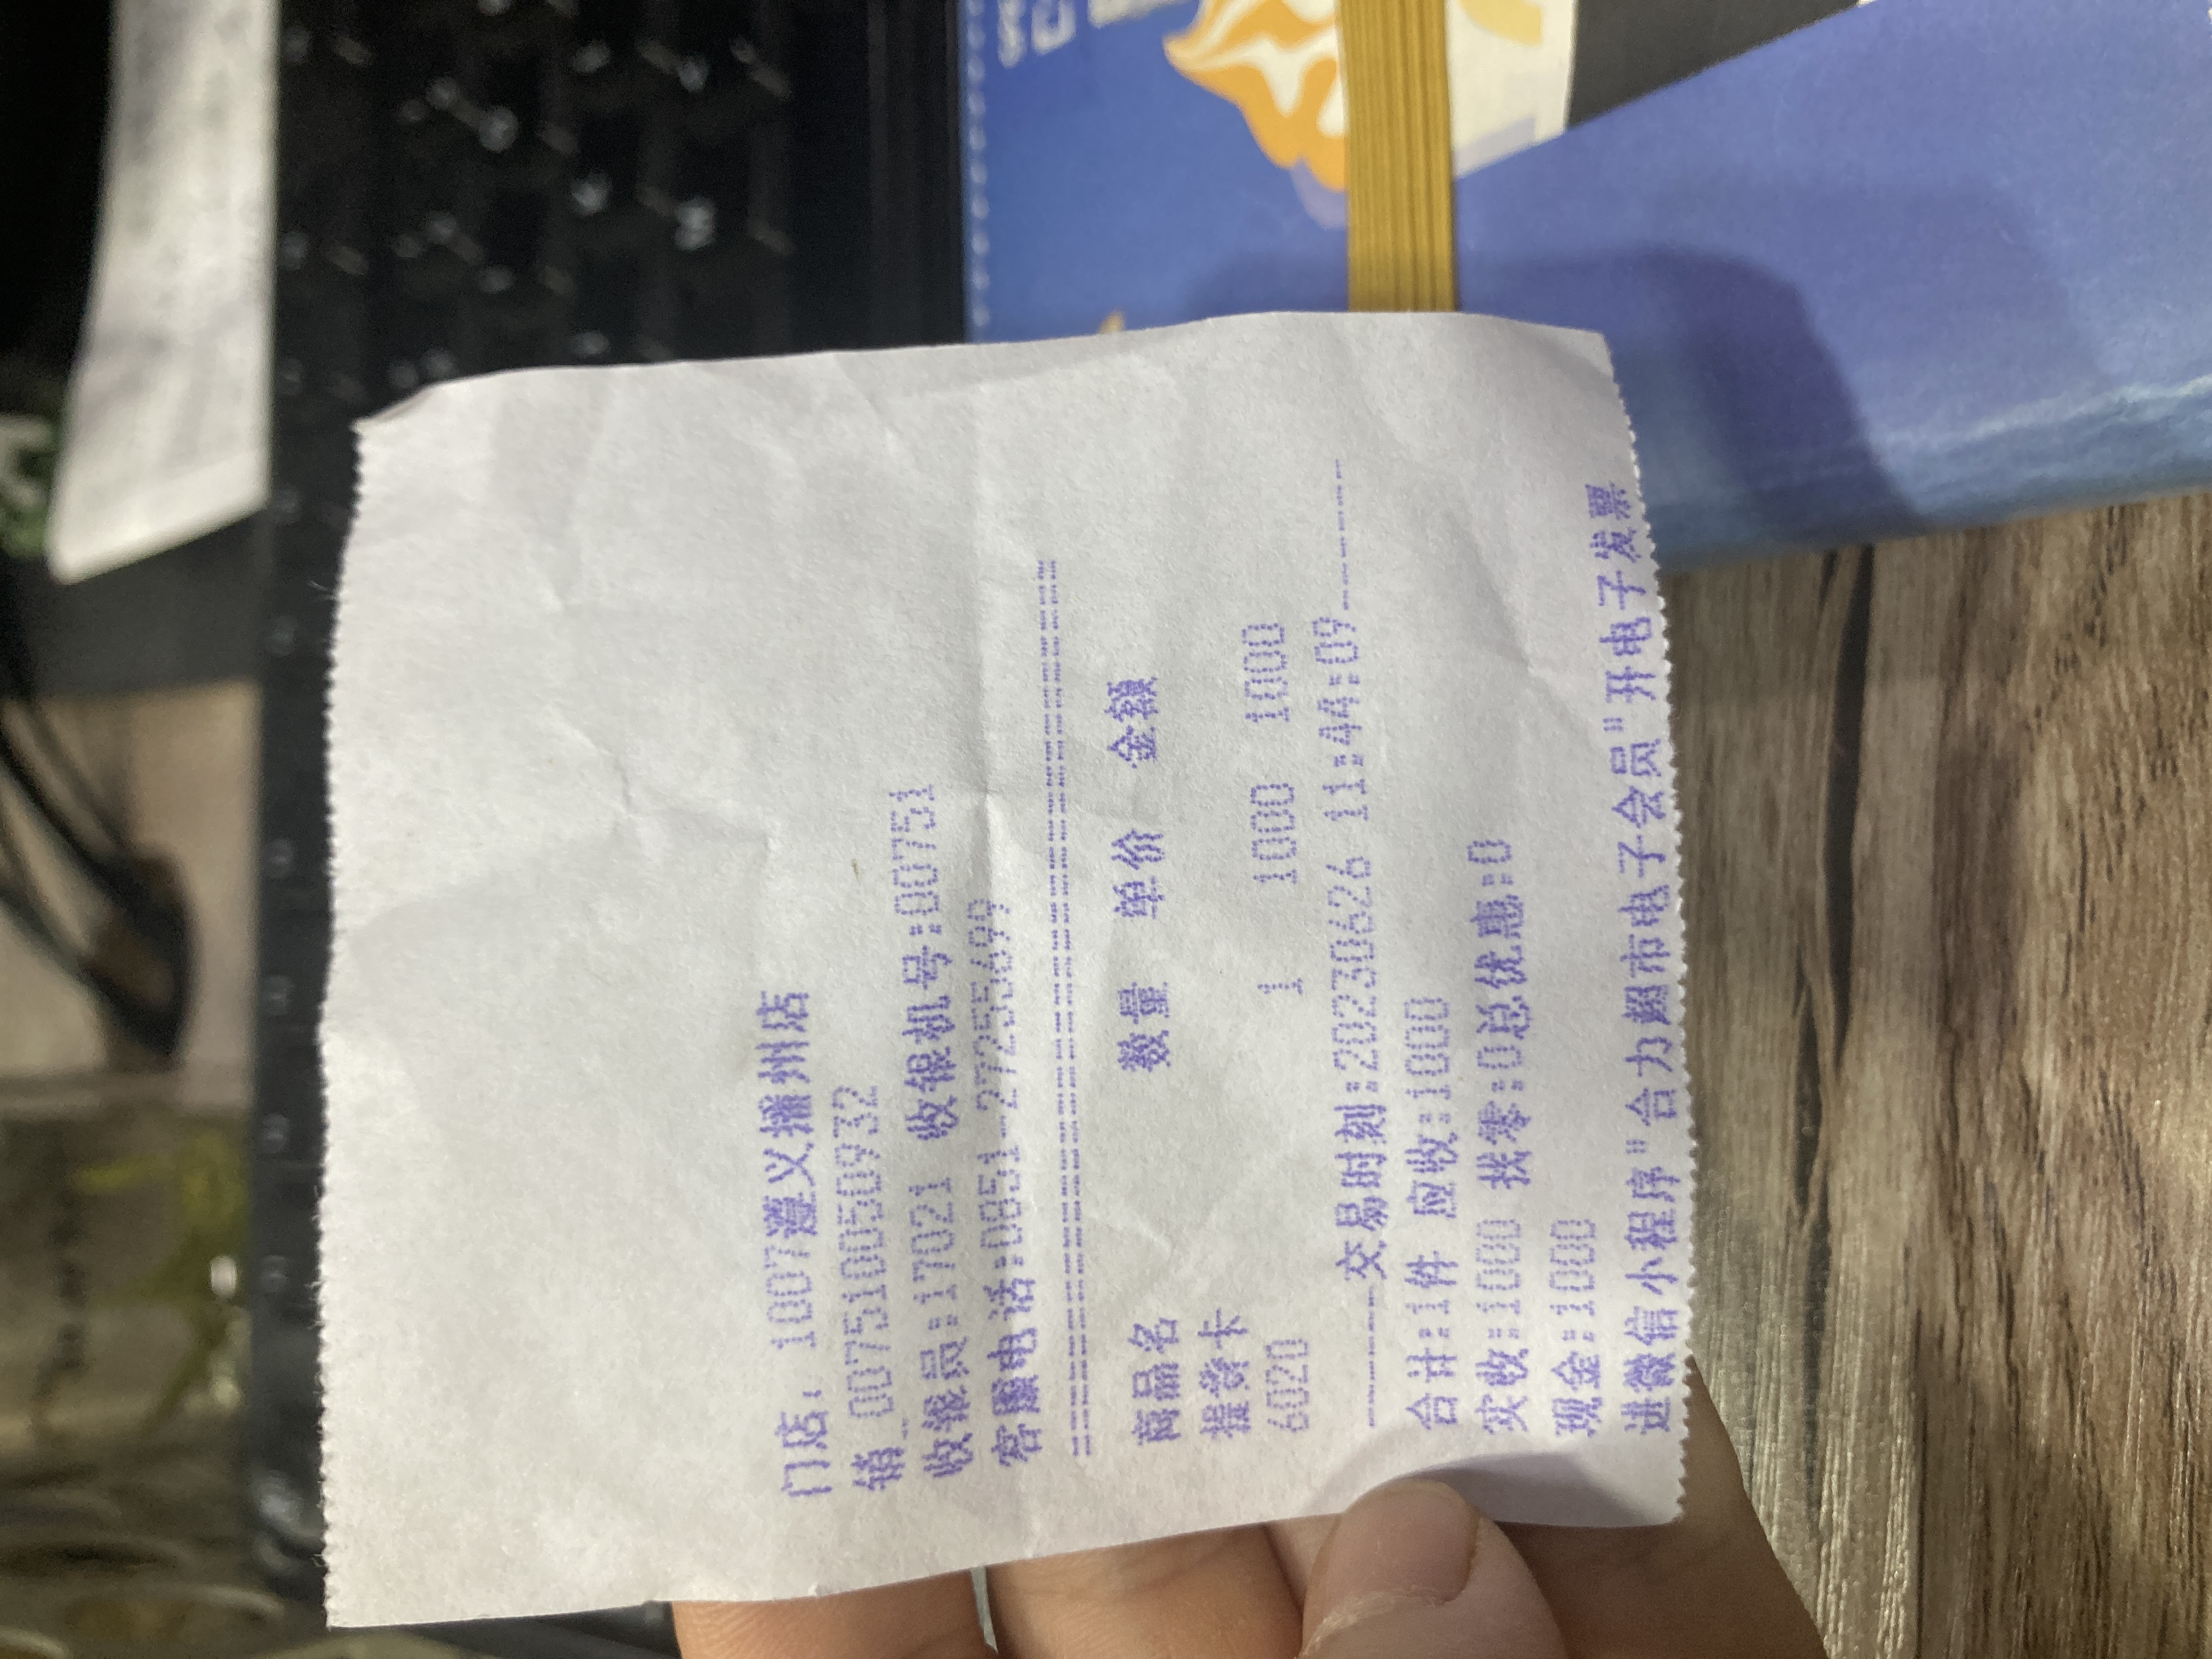 门店: 1007遵义播州店
销_ 007510050932
收银员:17021 收银机号:00751
客服电话:0851-27235699
商品名 数量 单价 金额
提货卡
6020 1 1000 1000
--------交易时刻:20230626 11:44:09--------
合计:1件 应收:1000
实收:1000 找零:0总优惠:0
现金:1000
进微信小程序"合力超市电子会员"开电子发票